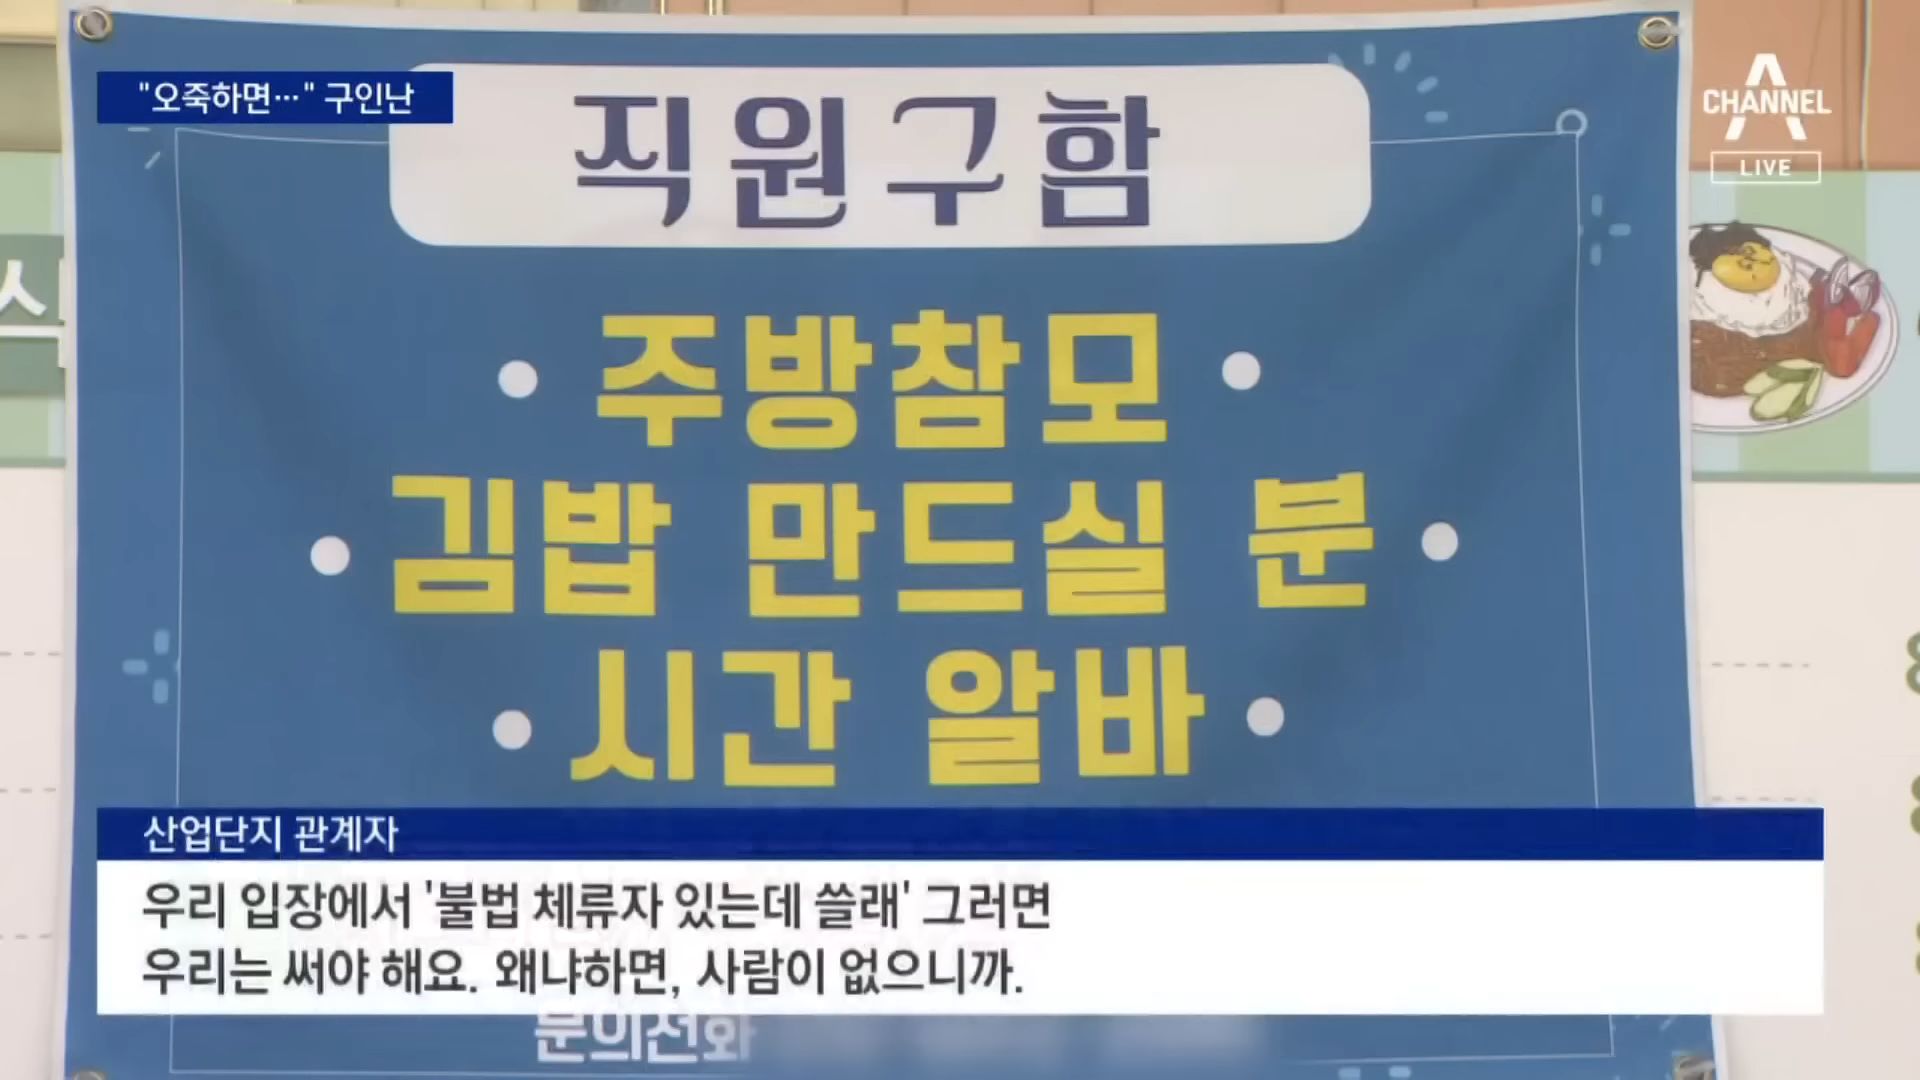 "오죽하면…" 구인난
CHANNEL A
LIVE
직원구함
주방참모
김밥 만드실 분
시간 알바
산업단지 관계자
우리 입장에서 '불법 체류자 있는데 쓸래' 그러면
우리는 써야 해요. 왜냐하면, 사람이 없으니까.
문의전화